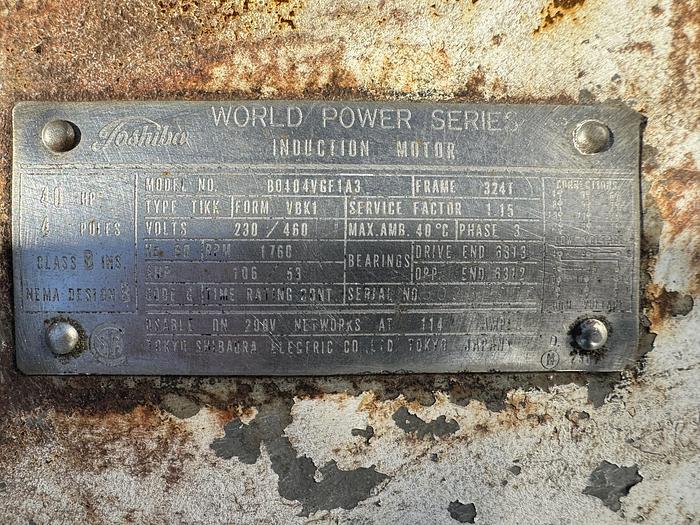 Toshiba WORLD POWER SERIES
INDUCTION MOTOR
40 HP
4 POLES
CLASS B INS.
NEMA DESIGN B
MODEL NO. B0404VGF1A3 FRAME 324T
TYPE TIKK FORM VBK1 SERVICE FACTOR 1.15
VOLTS 230 / 460 MAX. AMB. 40°C PHASE 3
Hz 60 RPM 1760
AMP 106 / 53
BEARINGS DRIVE END 6313
OPP. END 6312
CODE G TIME RATING CONT. SERIAL NO.
CONNECTIONS
LOW VOLTAGE
USABLE ON 208V NETWORKS AT 114 AMPS
TOKYO SHIBAURA ELECTRIC CO. LTD. TOKYO JAPAN